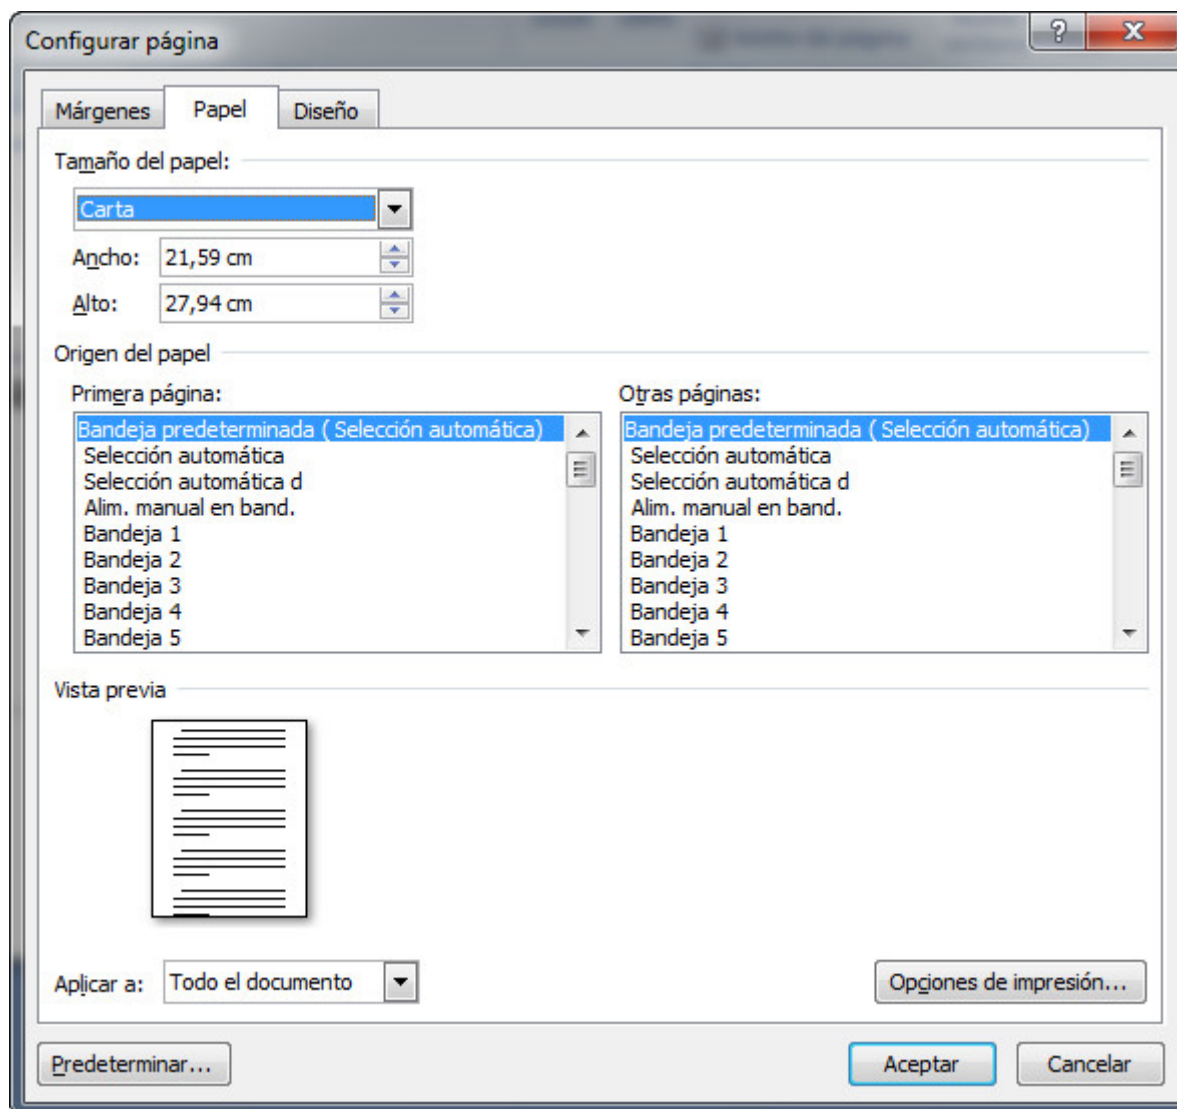 Configurar página
Márgenes Papel Diseño
Tamaño del papel:
Carta
Ancho: 21,59 cm
Alto: 27,94 cm
Origen del papel
Primera página: Otras páginas:
Bandeja predeterminada ( Selección automática) Bandeja predeterminada ( Selección automática)
Selección automática Selección automática
Selección automática d Selección automática d
Alim. manual en band. Alim. manual en band.
Bandeja 1 Bandeja 1
Bandeja 2 Bandeja 2
Bandeja 3 Bandeja 3
Bandeja 4 Bandeja 4
Bandeja 5 Bandeja 5
Vista previa
Aplicar a: Todo el documento Opciones de impresión...
Predeterminar... Aceptar Cancelar